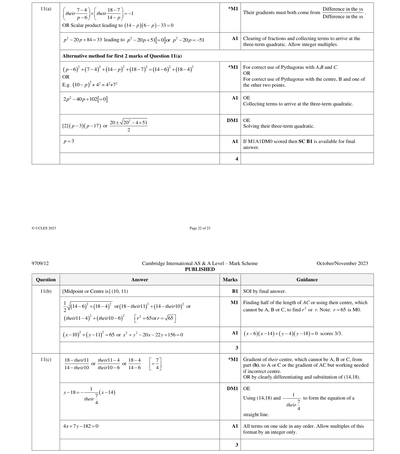 11(a)
(their (7 − 4)/(p − 6)) × (their (18 − 7)/(14 − p)) = −1
OR Scalar product leading to (14 − p)(6 − p) − 33 = 0
*M1
Their gradients must both come from Difference in the ys / Difference in the xs
p² − 20p + 84 = 33 leading to p² − 20p + 51[= 0] or p² − 20p = −51
A1
Clearing of fractions and collecting terms to arrive at the
three-term quadratic. Allow integer multiples.
Alternative method for first 2 marks of Question 11(a)
(p − 6)² + (7 − 4)² + (14 − p)² + (18 − 7)² = (14 − 6)² + (18 − 4)²
OR
E.g. (10 − p)² + 4² = 4² + 7²
*M1
For correct use of Pythagoras with A,B and C.
OR
For correct use of Pythagoras with the centre, B and one of
the other two points.
2p² − 40p + 102[= 0]
A1
OE
Collecting terms to arrive at the three-term quadratic.
[2](p − 3)(p − 17) or (20 ± √(20² − 4 × 51))/2
DM1
OE
Solving their three-term quadratic.
p = 3
A1
If M1A1DM0 scored then SC B1 is available for final
answer.
4
© UCLES 2023
Page 22 of 23
9709/12
Cambridge International AS & A Level – Mark Scheme
PUBLISHED
October/November 2023
Question
Answer
Marks
Guidance
11(b)
[Midpoint or Centre is] (10, 11)
B1
SOI by final answer.
1/2 √((14 − 6)² + (18 − 4)²) or (18 − their 11)² + (14 − their 10)² or
(their 11 − 4)² + (their 10 − 6)² [r² = 65 or r = √65]
M1
Finding half of the length of AC or using their centre, which
cannot be A, B or C, to find r² or r. Note: r = 65 is M0.
(x − 10)² + (y − 11)² = 65 or x² + y² − 20x − 22y + 156 = 0
A1
(x − 6)(x − 14) + (y − 4)(y − 18) = 0 scores 3/3.
3
11(c)
(18 − their 11)/(14 − their 10) or (their 11 − 4)/(their 10 − 6) or (18 − 4)/(14 − 6) [= 7/4]
*M1
Gradient of their centre, which cannot be A, B or C, from
part (b), to A or C or the gradient of AC but working needed
if incorrect centre.
OR by clearly differentiating and substitution of (14,18).
y − 18 = − 1/(their 7/4) (x − 14)
DM1
OE
Using (14,18) and − 1/(their 7/4) to form the equation of a
straight line.
4x + 7y − 182 = 0
A1
All terms on one side in any order. Allow multiples of this
format by an integer only.
3